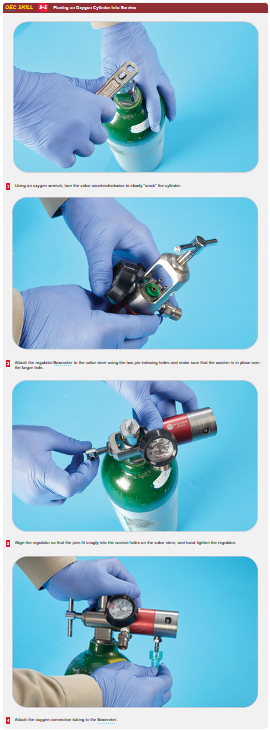 OEC SKILL 9-5 Placing an Oxygen Cylinder Into Service
1 Using an oxygen wrench, turn the valve counterclockwise to slowly "crack" the cylinder.
2 Attach the regulator/flowmeter to the valve stem using the two pin-indexing holes and make sure that the washer is in place over
the larger hole.
3 Align the regulator so that the pins fit snugly into the correct holes on the valve stem, and hand tighten the regulator.
4 Attach the oxygen connective tubing to the flowmeter.